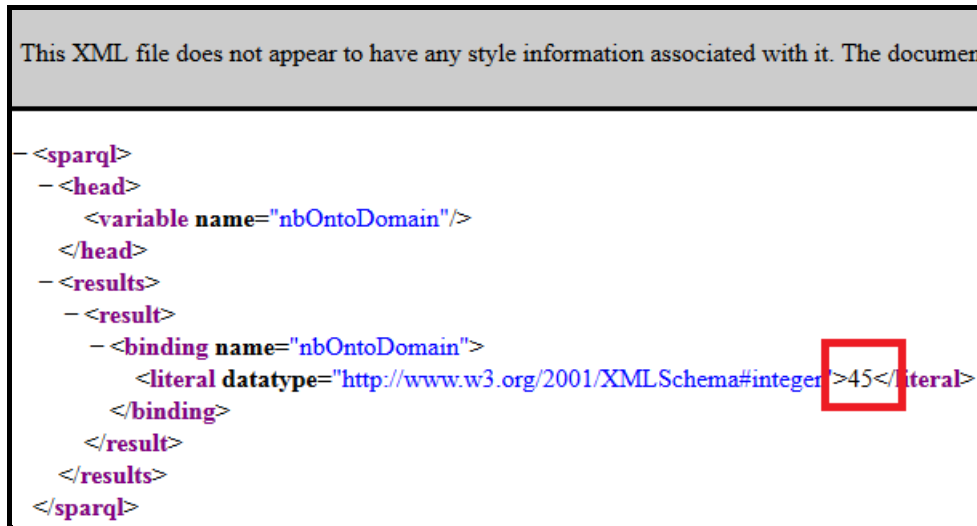 This XML file does not appear to have any style information associated with it. The documen
− <sparql>
− <head>
<variable name="nbOntoDomain"/>
</head>
− <results>
− <result>
− <binding name="nbOntoDomain">
<literal datatype="http://www.w3.org/2001/XMLSchema#integer">45</literal>
</binding>
</result>
</results>
</sparql>